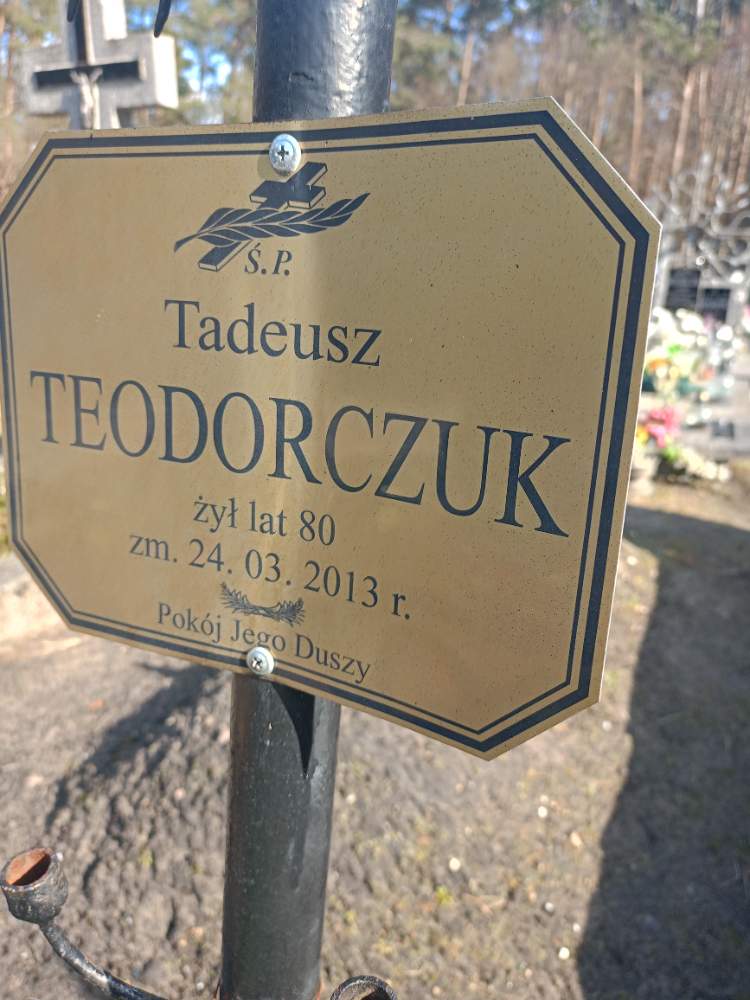 Ś.P.
Tadeusz
TEODORCZUK
żył lat 80
zm. 24. 03. 2013 r.
Pokój Jego Duszy